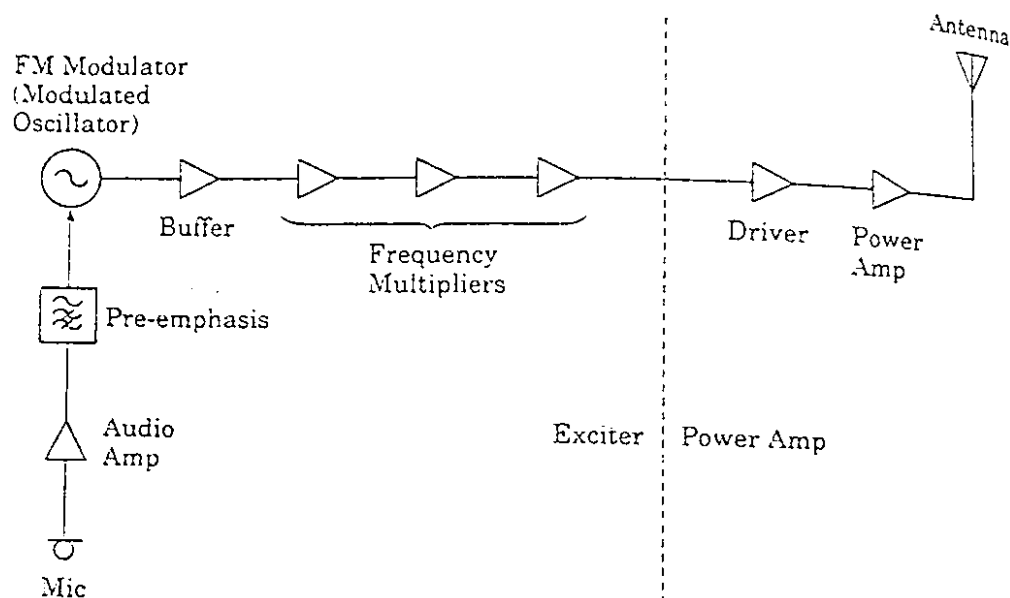 Antenna
FM Modulator
(Modulated
Oscillator)
Buffer
Frequency
Multipliers
Driver
Power
Amp
Pre-emphasis
Audio
Amp
Exciter
Power Amp
Mic